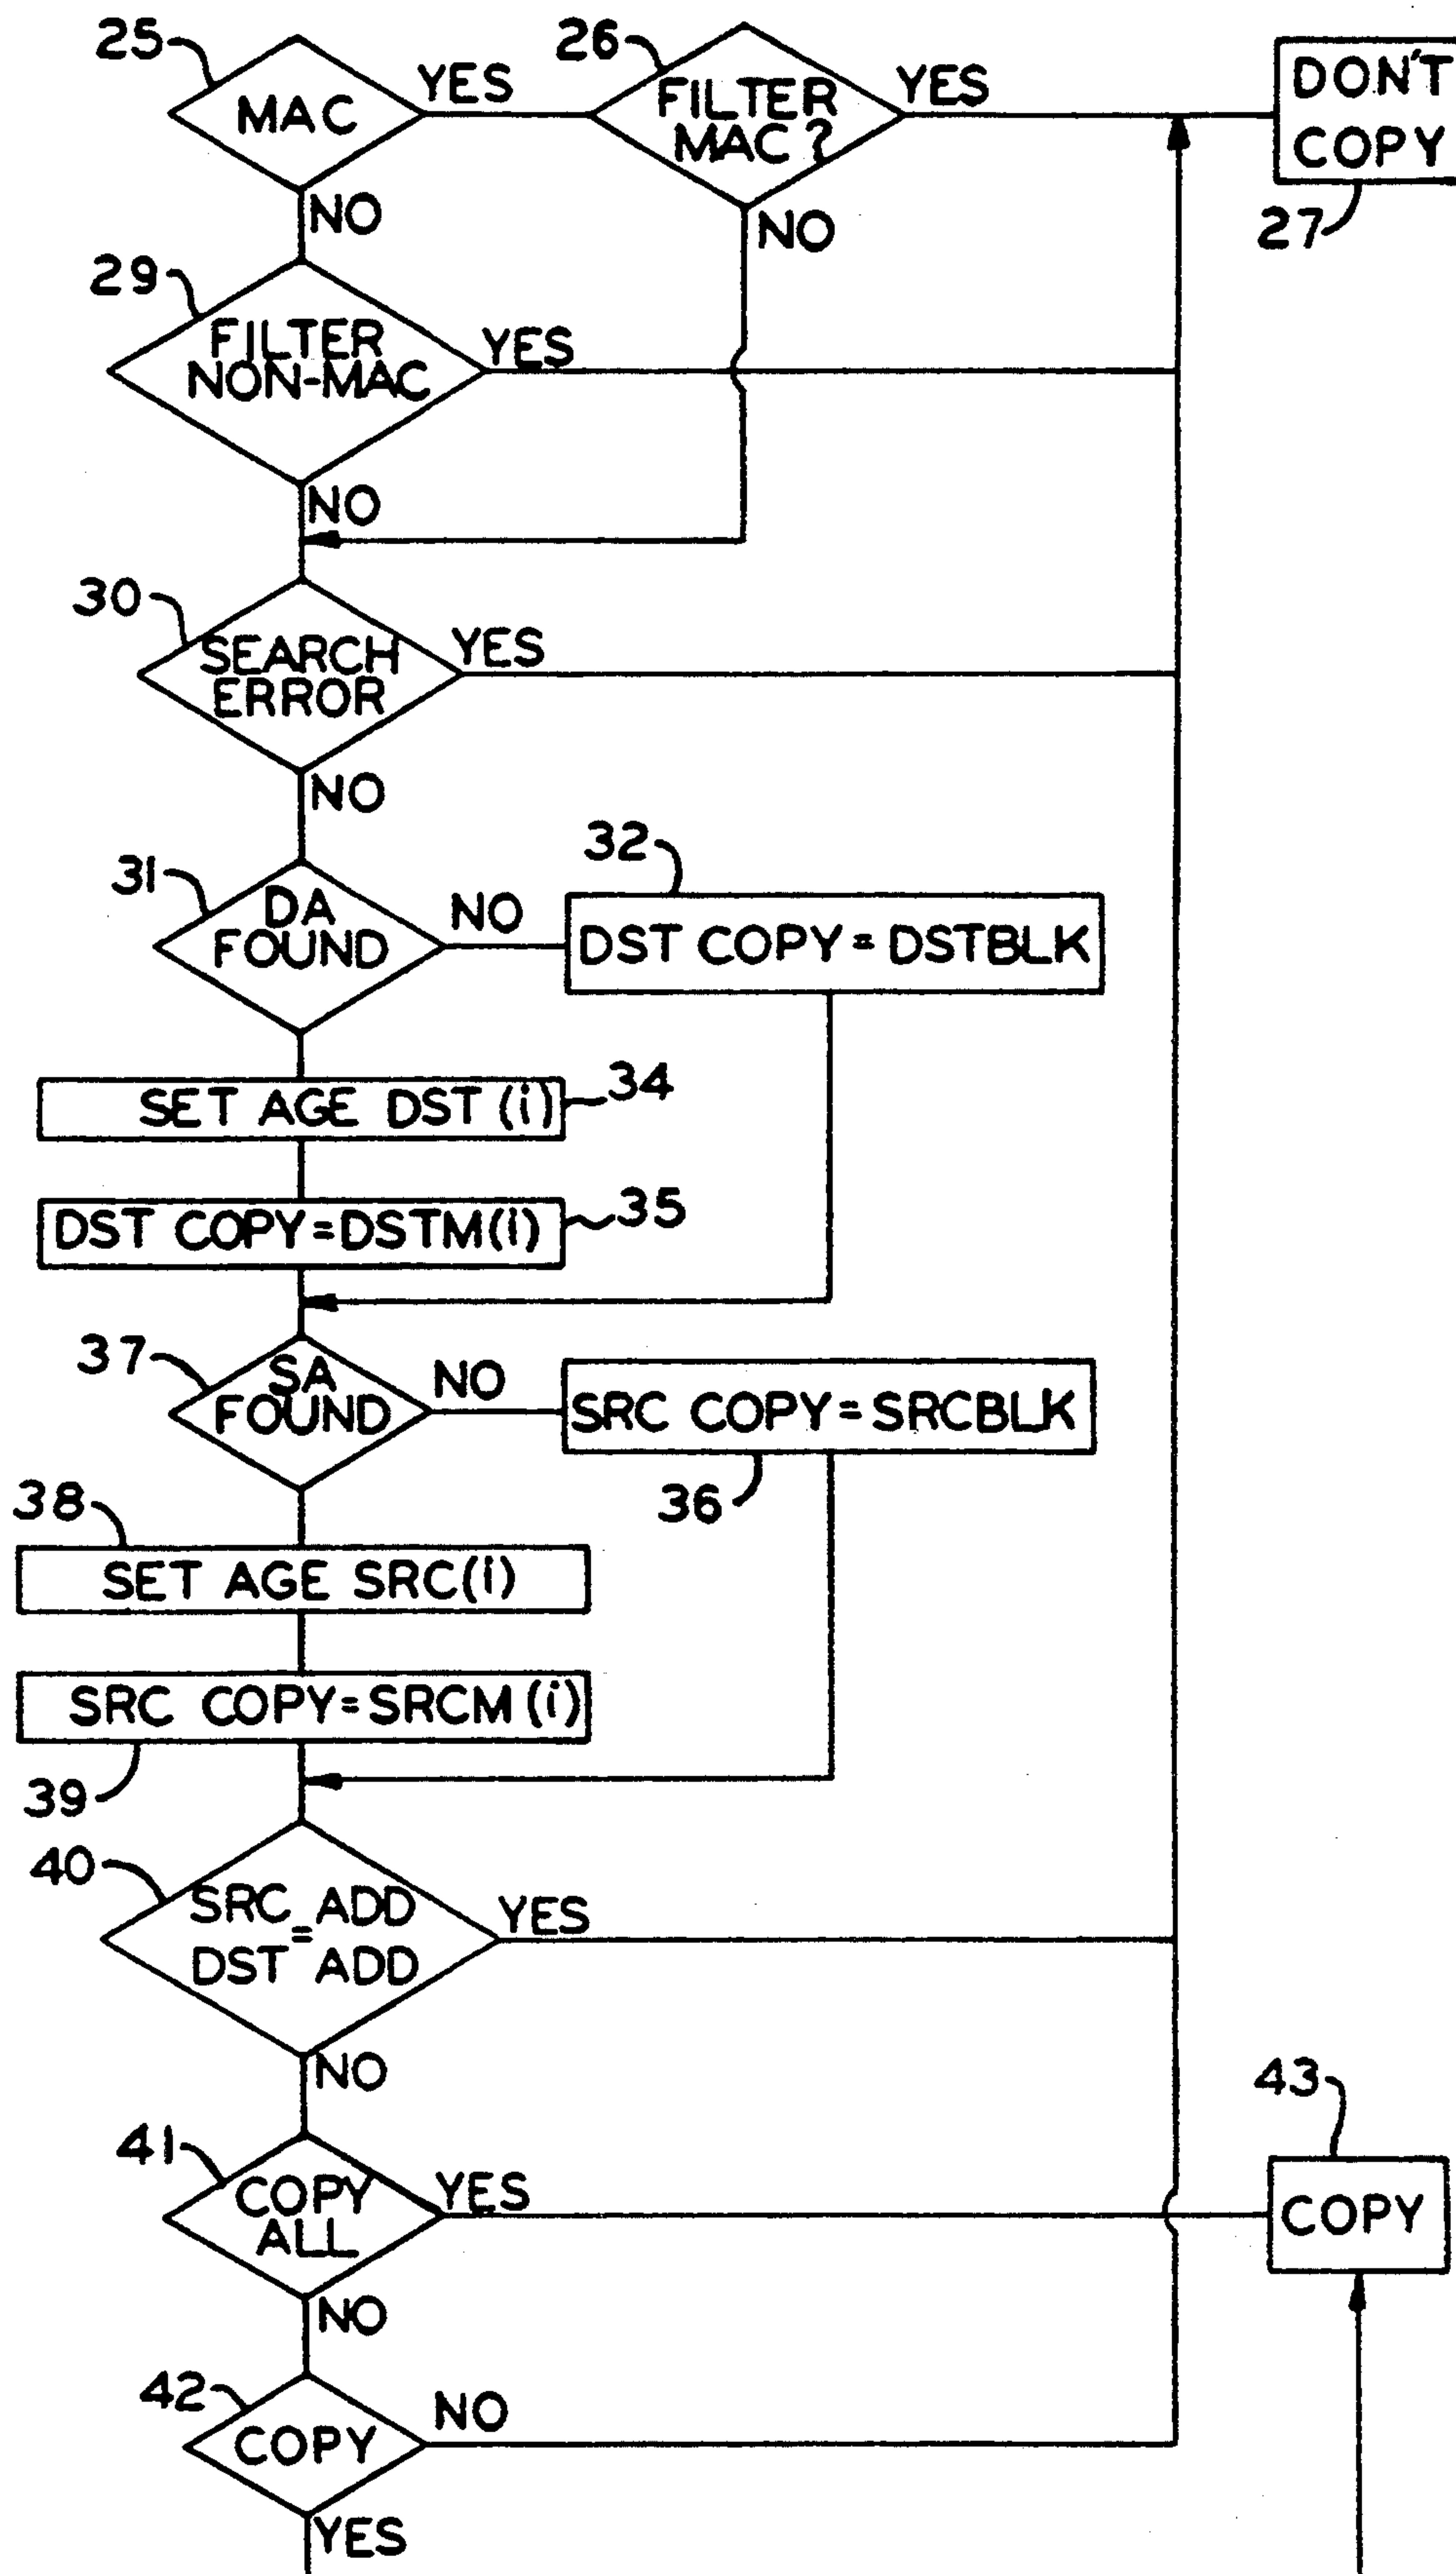 25
MAC
YES
26
FILTER
MAC?
YES
DON'T
COPY
27
NO
NO
29
FILTER
NON-MAC
YES
NO
30
SEARCH
ERROR
YES
NO
31
DA
FOUND
NO
32
DST COPY = DSTBLK
SET AGE DST (i)
34
DST COPY=DSTM(i)
35
37
SA
FOUND
NO
SRC COPY = SRCBLK
36
38
SET AGE SRC(i)
SRC COPY=SRCM (i)
39
40
SRC ADD
=
DST ADD
YES
NO
41
COPY
ALL
YES
43
COPY
NO
42
COPY
NO
YES